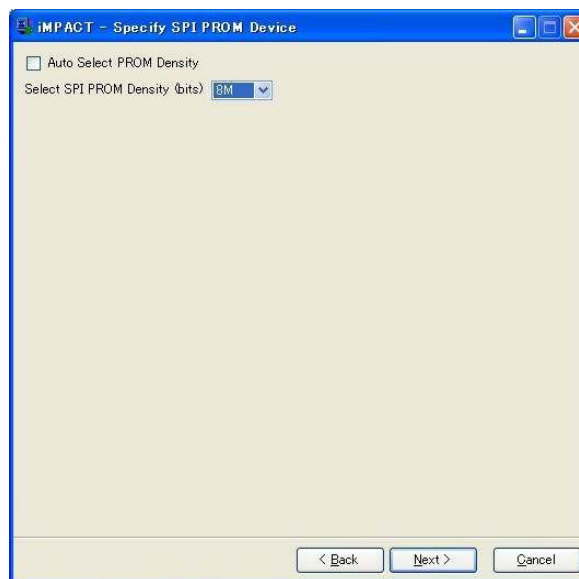 iMPACT - Specify SPI PROM Device
Auto Select PROM Density
Select SPI PROM Density (bits) 8M
< Back Next > Cancel